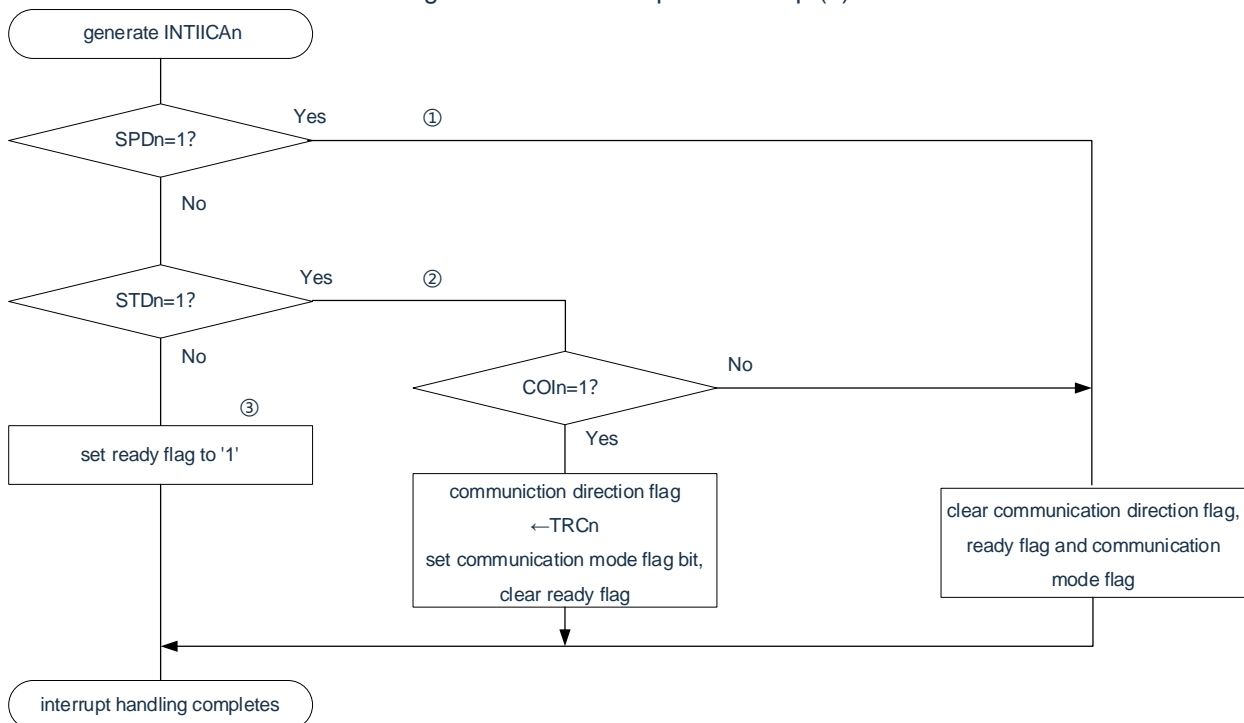 generate INTIICAn
Yes
①
SPDn=1?
No
Yes
②
STDn=1?
No
No
COIn=1?
③
Yes
set ready flag to '1'
communiction direction flag
←TRCn
set communication mode flag bit,
clear ready flag
clear communication direction flag,
ready flag and communication
mode flag
interrupt handling completes